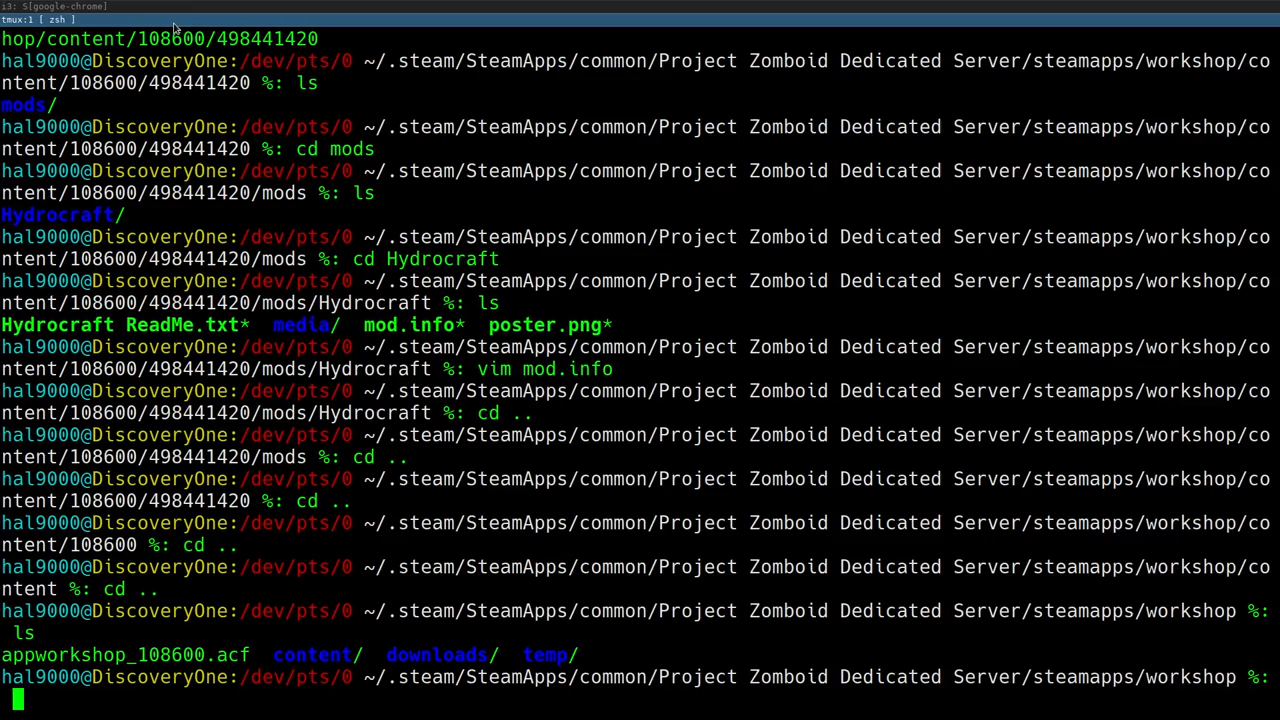 i3: S[google-chrome]
tmux:1 [ zsh ]
hop/content/108600/498441420
hal9000@DiscoveryOne:/dev/pts/0 ~/.steam/SteamApps/common/Project Zomboid Dedicated Server/steamapps/workshop/co
ntent/108600/498441420 %: ls
mods/
hal9000@DiscoveryOne:/dev/pts/0 ~/.steam/SteamApps/common/Project Zomboid Dedicated Server/steamapps/workshop/co
ntent/108600/498441420 %: cd mods
hal9000@DiscoveryOne:/dev/pts/0 ~/.steam/SteamApps/common/Project Zomboid Dedicated Server/steamapps/workshop/co
ntent/108600/498441420/mods %: ls
Hydrocraft/
hal9000@DiscoveryOne:/dev/pts/0 ~/.steam/SteamApps/common/Project Zomboid Dedicated Server/steamapps/workshop/co
ntent/108600/498441420/mods %: cd Hydrocraft
hal9000@DiscoveryOne:/dev/pts/0 ~/.steam/SteamApps/common/Project Zomboid Dedicated Server/steamapps/workshop/co
ntent/108600/498441420/mods/Hydrocraft %: ls
Hydrocraft ReadMe.txt*  media/  mod.info*  poster.png*
hal9000@DiscoveryOne:/dev/pts/0 ~/.steam/SteamApps/common/Project Zomboid Dedicated Server/steamapps/workshop/co
ntent/108600/498441420/mods/Hydrocraft %: vim mod.info
hal9000@DiscoveryOne:/dev/pts/0 ~/.steam/SteamApps/common/Project Zomboid Dedicated Server/steamapps/workshop/co
ntent/108600/498441420/mods/Hydrocraft %: cd ..
hal9000@DiscoveryOne:/dev/pts/0 ~/.steam/SteamApps/common/Project Zomboid Dedicated Server/steamapps/workshop/co
ntent/108600/498441420/mods %: cd ..
hal9000@DiscoveryOne:/dev/pts/0 ~/.steam/SteamApps/common/Project Zomboid Dedicated Server/steamapps/workshop/co
ntent/108600/498441420 %: cd ..
hal9000@DiscoveryOne:/dev/pts/0 ~/.steam/SteamApps/common/Project Zomboid Dedicated Server/steamapps/workshop/co
ntent/108600 %: cd ..
hal9000@DiscoveryOne:/dev/pts/0 ~/.steam/SteamApps/common/Project Zomboid Dedicated Server/steamapps/workshop/co
ntent %: cd ..
hal9000@DiscoveryOne:/dev/pts/0 ~/.steam/SteamApps/common/Project Zomboid Dedicated Server/steamapps/workshop %:
 ls
appworkshop_108600.acf  content/  downloads/  temp/
hal9000@DiscoveryOne:/dev/pts/0 ~/.steam/SteamApps/common/Project Zomboid Dedicated Server/steamapps/workshop %: